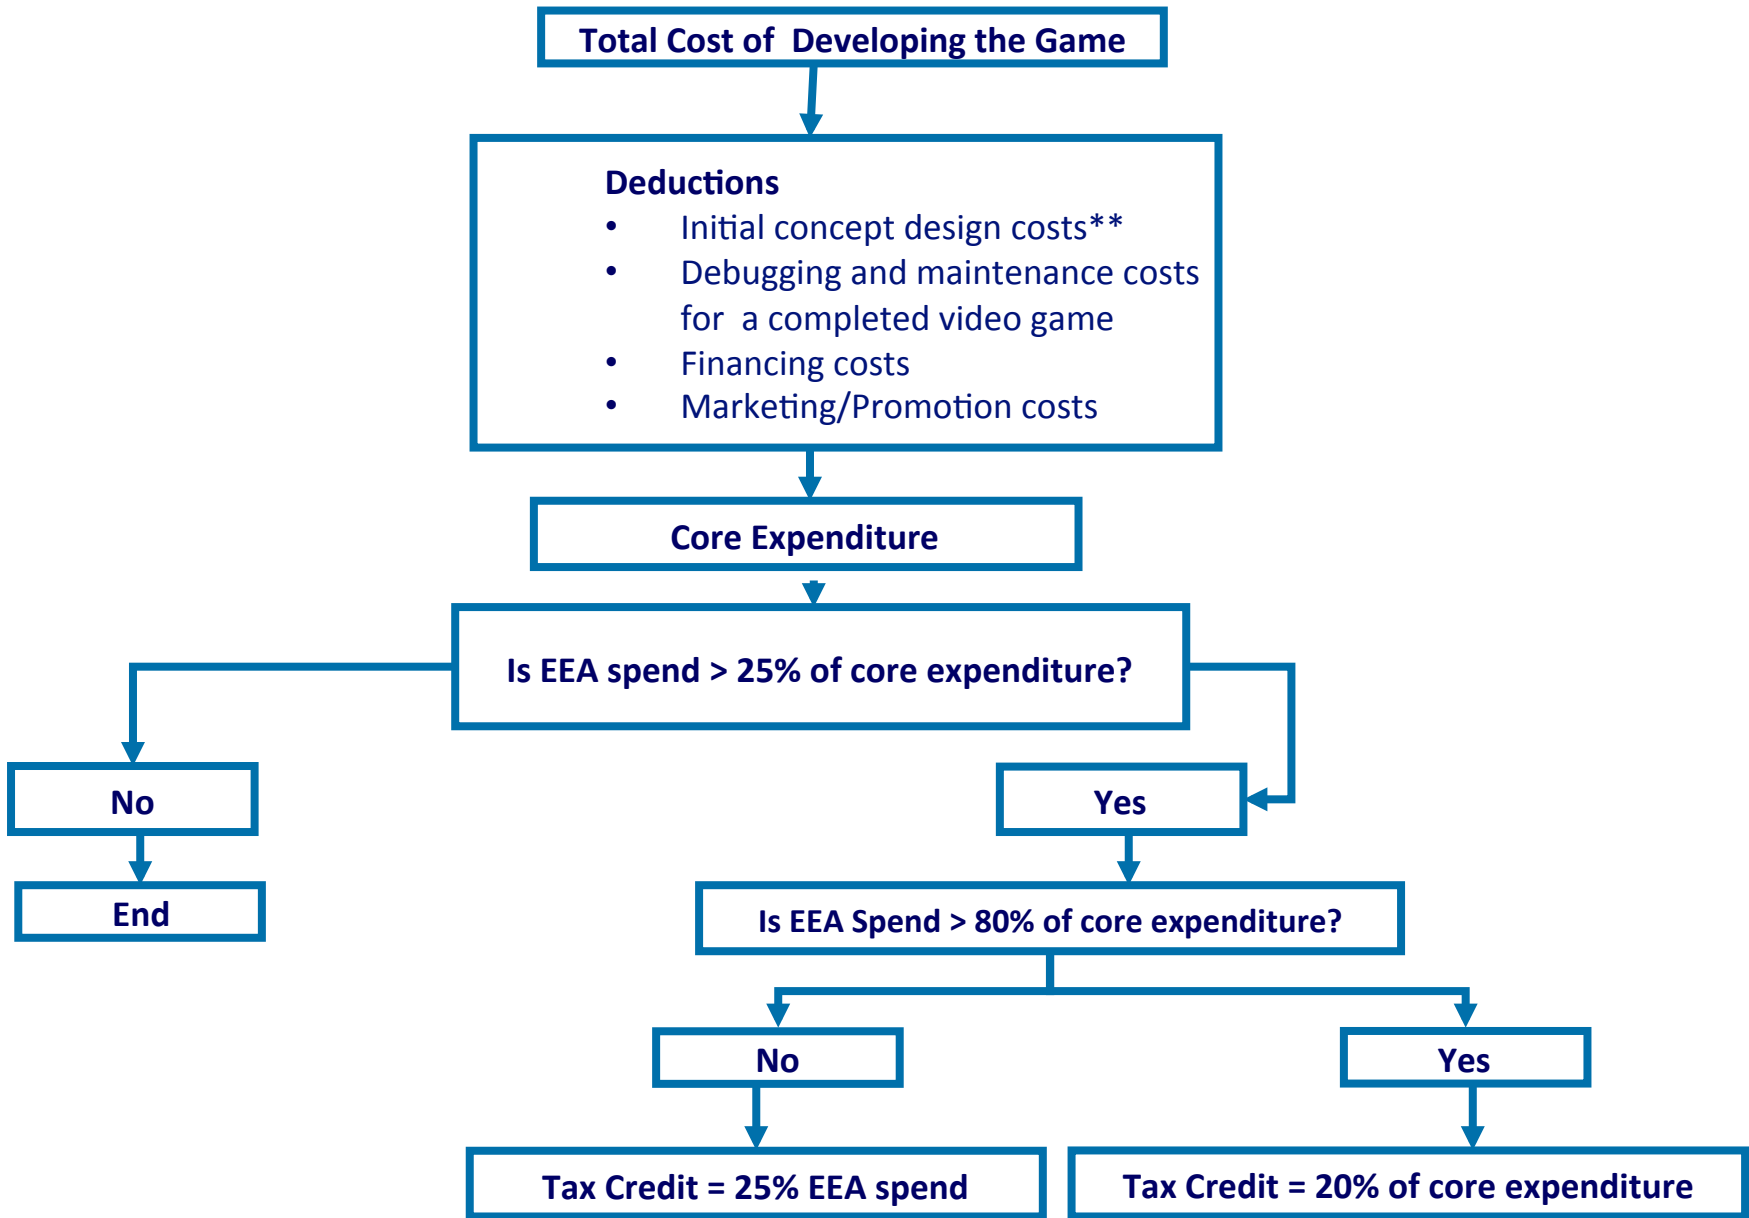 Total Cost of  Developing the Game
Deductions
• Initial concept design costs**
• Debugging and maintenance costs
for  a completed video game
• Financing costs
• Marketing/Promotion costs
Core Expenditure
Is EEA spend > 25% of core expenditure?
No
Yes
End
Is EEA Spend > 80% of core expenditure?
No
Yes
Tax Credit = 25% EEA spend
Tax Credit = 20% of core expenditure